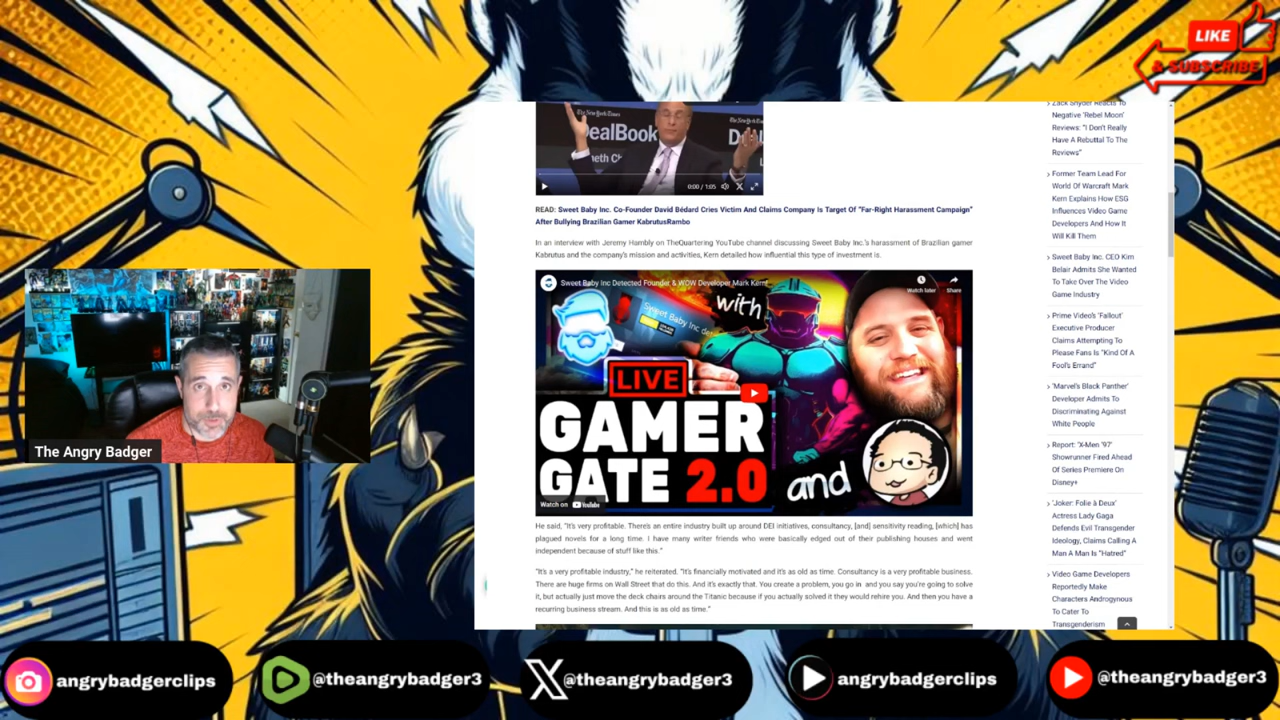 LIKE
& SUBSCRIBE
The New York Times
DealBook
0:00 / 1:05
READ: Sweet Baby Inc. Co-Founder David Bédard Cries Victim And Claims Company Is Target Of "Far-Right Harassment Campaign"
After Bullying Brazilian Gamer KabrutusRambo
In an interview with Jeremy Hambly on TheQuartering YouTube channel discussing Sweet Baby Inc.'s harassment of Brazilian gamer
Kabrutus and the company's mission and activities, Kern detailed how influential this type of investment is.
Sweet Baby Inc Detected Founder & WOW Developer Mark Kern!
Watch later
Share
with
Sweet Baby Inc de
LIVE
GAMER
GATE 2.0
and
Watch on YouTube
He said, "It's very profitable. There's an entire industry built up around DEI initiatives, consultancy, [and] sensitivity reading, [which] has
plagued novels for a long time. I have many writer friends who were basically edged out of their publishing houses and went
independent because of stuff like this."
"It's a very profitable industry," he reiterated. "It's financially motivated and it's as old as time. Consultancy is a very profitable business.
There are huge firms on Wall Street that do this. And it's exactly that. You create a problem, you go in and you say you're going to solve
it, but actually just move the deck chairs around the Titanic because if you actually solved it they would rehire you. And then you have a
recurring business stream. And this is as old as time."
Zack Snyder Reacts To
Negative 'Rebel Moon'
Reviews: "I Don't Really
Have A Rebuttal To The
Reviews"
Former Team Lead For
World Of Warcraft Mark
Kern Explains How ESG
Influences Video Game
Developers And How It
Will Kill Them
Sweet Baby Inc. CEO Kim
Belair Admits She Wanted
To Take Over The Video
Game Industry
Prime Video's 'Fallout'
Executive Producer
Claims Attempting To
Please Fans Is "Kind Of A
Fool's Errand"
'Marvel's Black Panther'
Developer Admits To
Discriminating Against
White People
Report: 'X-Men '97'
Showrunner Fired Ahead
Of Series Premiere On
Disney+
'Joker: Folie à Deux'
Actress Lady Gaga
Defends Evil Transgender
Ideology, Claims Calling A
Man A Man Is "Hatred"
Video Game Developers
Reportedly Make
Characters Androgynous
To Cater To
Transgenderism
The Angry Badger
angrybadgerclips
@theangrybadger3
@theangrybadger3
angrybadgerclips
@theangrybadger3